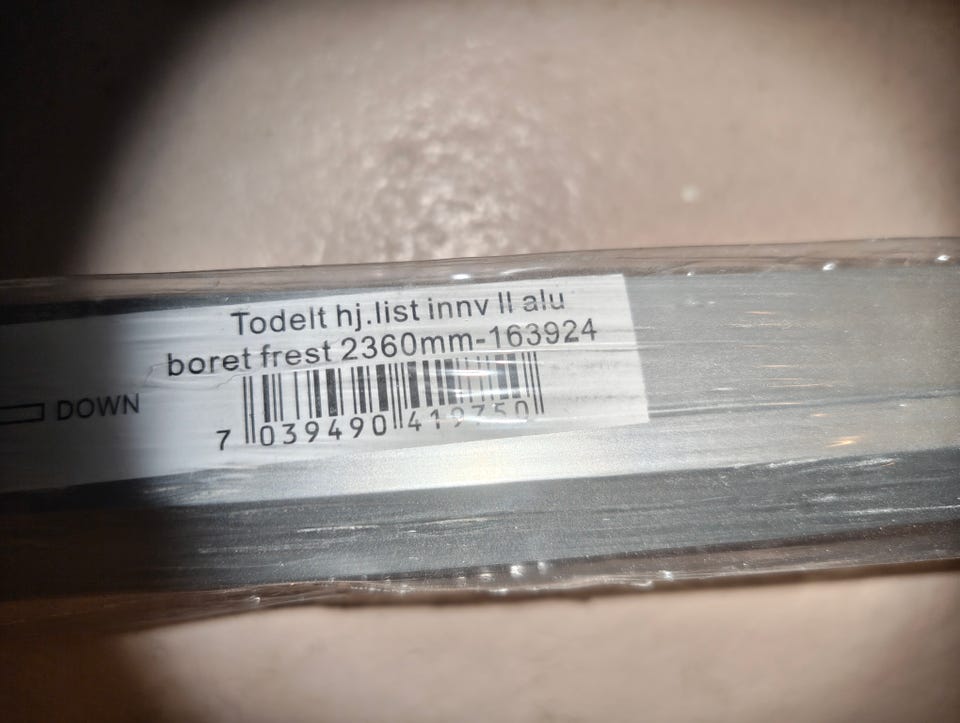 Todelt hj.list innv II alu
boret frest 2360mm-163924
DOWN
7 039490 419750